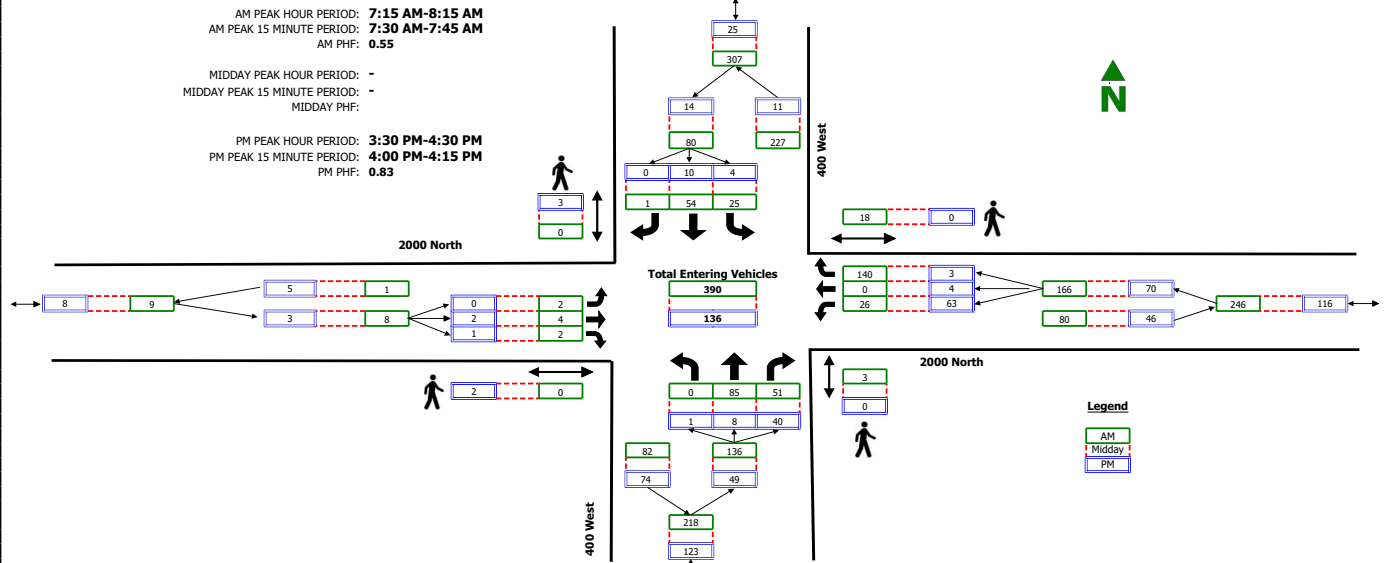 AM PEAK HOUR PERIOD: 7:15 AM-8:15 AM
AM PEAK 15 MINUTE PERIOD: 7:30 AM-7:45 AM
AM PHF: 0.55
MIDDAY PEAK HOUR PERIOD: -
MIDDAY PEAK 15 MINUTE PERIOD: -
MIDDAY PHF:
PM PEAK HOUR PERIOD: 3:30 PM-4:30 PM
PM PEAK 15 MINUTE PERIOD: 4:00 PM-4:15 PM
PM PHF: 0.83
25
307
14 11
80 227
0 10 4
1 54 25
400 West
N
3
0
2000 North
18 0
Total Entering Vehicles
390
136
8 9
5 1
3 8
0 2
2 4
1 2
140 3
0 4
26 63
166 70
80 46
246 116
2000 North
2 0
0 85 51
1 8 40
82 136
74 49
218
123
400 West
3
0
Legend
AM
Midday
PM